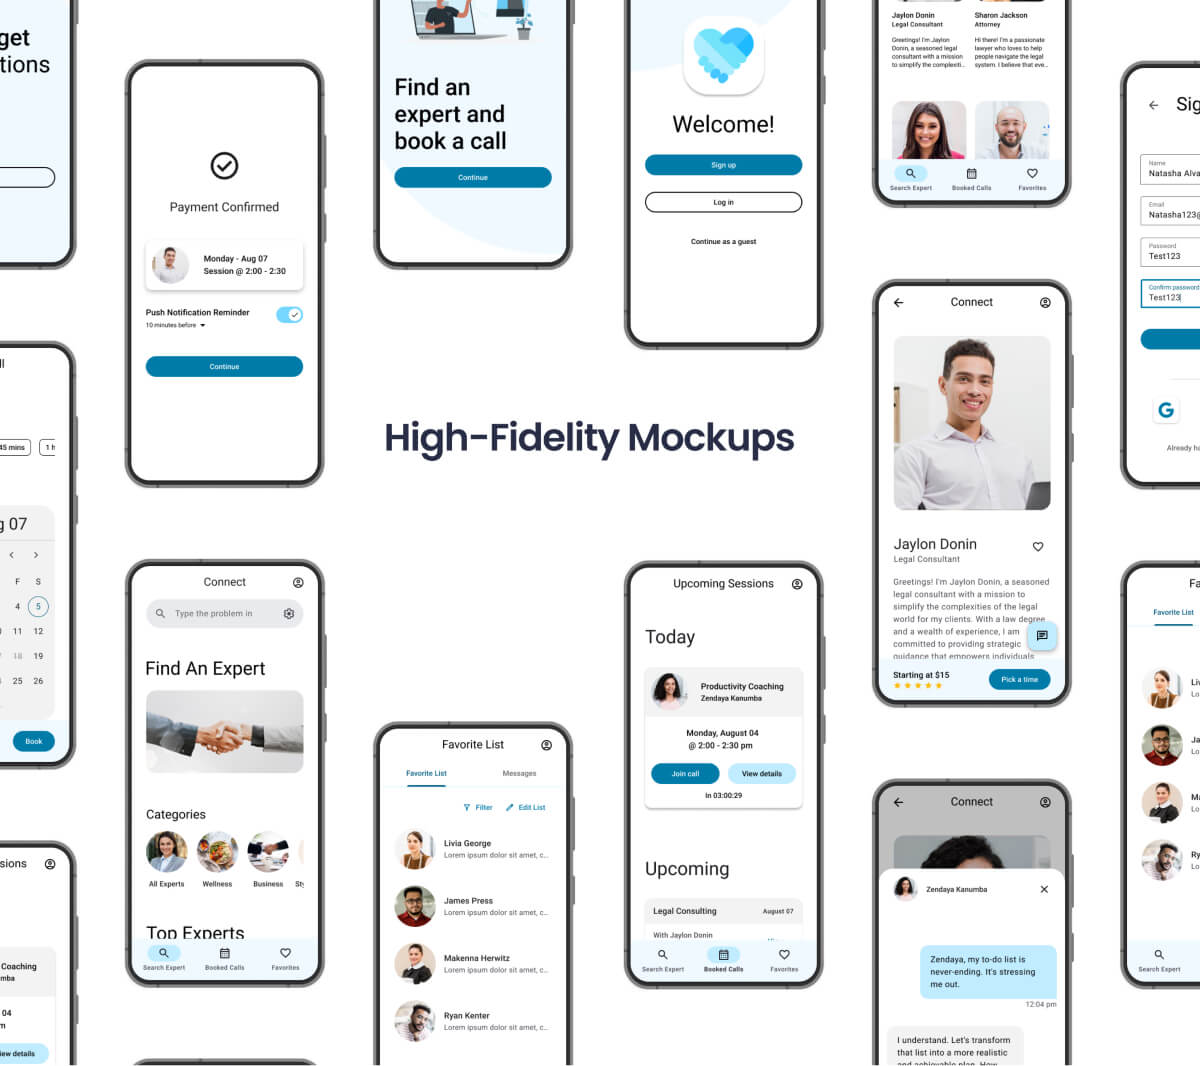 get
tions
Payment Confirmed
Monday - Aug 07
Session @ 2:00 - 2:30
Push Notification Reminder
10 minutes before
Continue
Find an
expert and
book a call
Continue
Welcome!
Sign up
Log in
Continue as a guest
Jaylon Donin
Legal Consultant
Greetings! I'm Jaylon
Donin, a seasoned legal
consultant with a mission
to simplify the complexiti...
Sharon Jackson
Attorney
Hi there! I'm a passionate
lawyer who loves to help
people navigate the legal
system. I believe that eve...
Search Expert Booked Calls Favorites
Sig
Name
Natasha Alva
Email
Natasha123@
Password
Test123
Confirm password
Test123
G
Already ha
High-Fidelity Mockups
ll
45 mins 1 h
g 07
F S
4 5
11 12
18 19
25 26
Book
Connect
Type the problem in
Find An Expert
Categories
All Experts Wellness Business
Top Experts
Search Expert Booked Calls Favorites
Favorite List
Favorite List Messages
Filter Edit List
Livia George
Lorem ipsum dolor sit amet, c...
James Press
Lorem ipsum dolor sit amet, c...
Makenna Herwitz
Lorem ipsum dolor sit amet, c...
Ryan Kenter
Lorem ipsum dolor sit amet, c...
Upcoming Sessions
Today
Productivity Coaching
Zendaya Kanumba
Monday, August 04
@ 2:00 - 2:30 pm
Join call View details
In 03:00:29
Upcoming
Legal Consulting August 07
With Jaylon Donin
Search Expert Booked Calls Favorites
Connect
Jaylon Donin
Legal Consultant
Greetings! I'm Jaylon Donin, a seasoned
legal consultant with a mission to
simplify the complexities of the legal
world for my clients. With a law degree
and a wealth of experience, I am
committed to providing strategic
guidance that empowers individuals
Starting at $15
Pick a time
Connect
Zendaya Kanumba
Zendaya, my to-do list is
never-ending. It's stressing
me out.
12:04 pm
I understand. Let's transform
that list into a more realistic
and achievable plan. How
Fa
Favorite List
Liv
Lo
Ja
Lo
Ma
Lo
Ry
Lo
Search Expert
sions
Coaching
mba
04
m
iew details